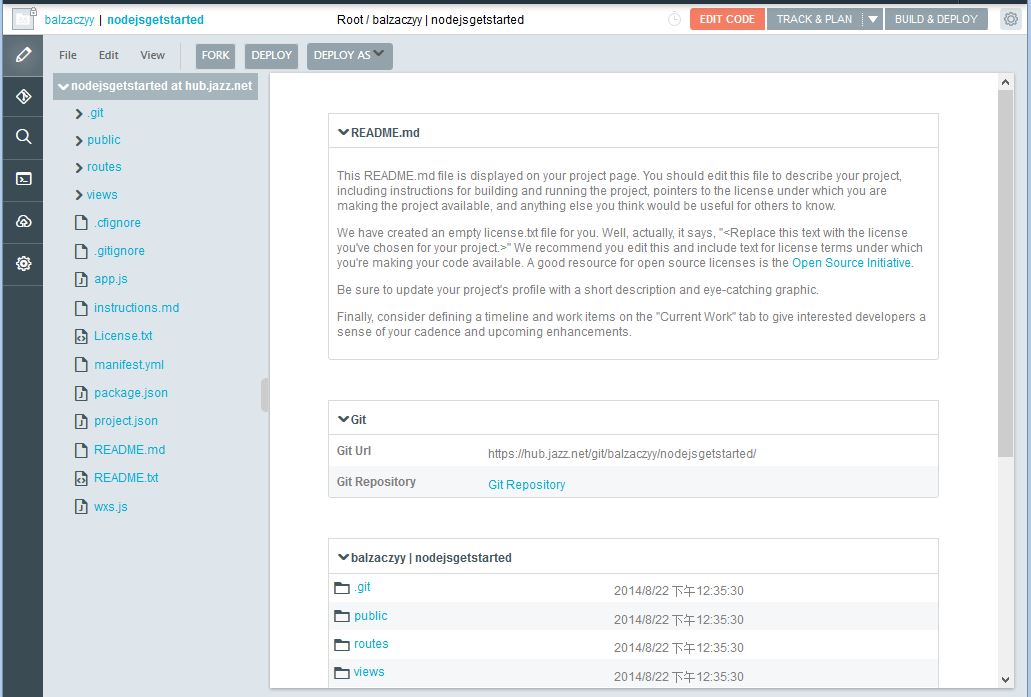 balzaczyy | nodejsgetstarted
Root / balzaczyy | nodejsgetstarted
EDIT CODE
TRACK & PLAN
BUILD & DEPLOY
File Edit View
FORK
DEPLOY
DEPLOY AS
nodejsgetstarted at hub.jazz.net
.git
public
routes
views
.cfignore
.gitignore
app.js
instructions.md
License.txt
manifest.yml
package.json
project.json
README.md
README.txt
wxs.js
README.md
This README.md file is displayed on your project page. You should edit this file to describe your project,
including instructions for building and running the project, pointers to the license under which you are
making the project available, and anything else you think would be useful for others to know.
We have created an empty license.txt file for you. Well, actually, it says, "<Replace this text with the license
you've chosen for your project.>" We recommend you edit this and include text for license terms under which
you're making your code available. A good resource for open source licenses is the Open Source Initiative.
Be sure to update your project's profile with a short description and eye-catching graphic.
Finally, consider defining a timeline and work items on the "Current Work" tab to give interested developers a
sense of your cadence and upcoming enhancements.
Git
Git Url https://hub.jazz.net/git/balzaczyy/nodejsgetstarted/
Git Repository Git Repository
balzaczyy | nodejsgetstarted
.git 2014/8/22 下午12:35:30
public 2014/8/22 下午12:35:30
routes 2014/8/22 下午12:35:30
views 2014/8/22 下午12:35:30